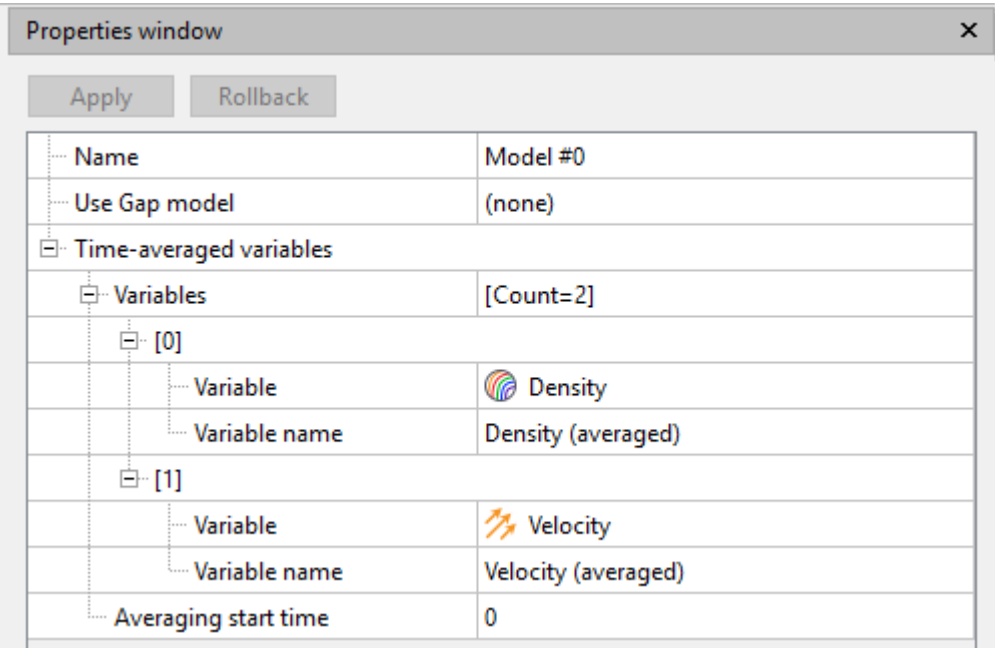 Properties window
Apply Rollback
Name Model #0
Use Gap model (none)
Time-averaged variables
Variables [Count=2]
[0]
Variable Density
Variable name Density (averaged)
[1]
Variable Velocity
Variable name Velocity (averaged)
Averaging start time 0